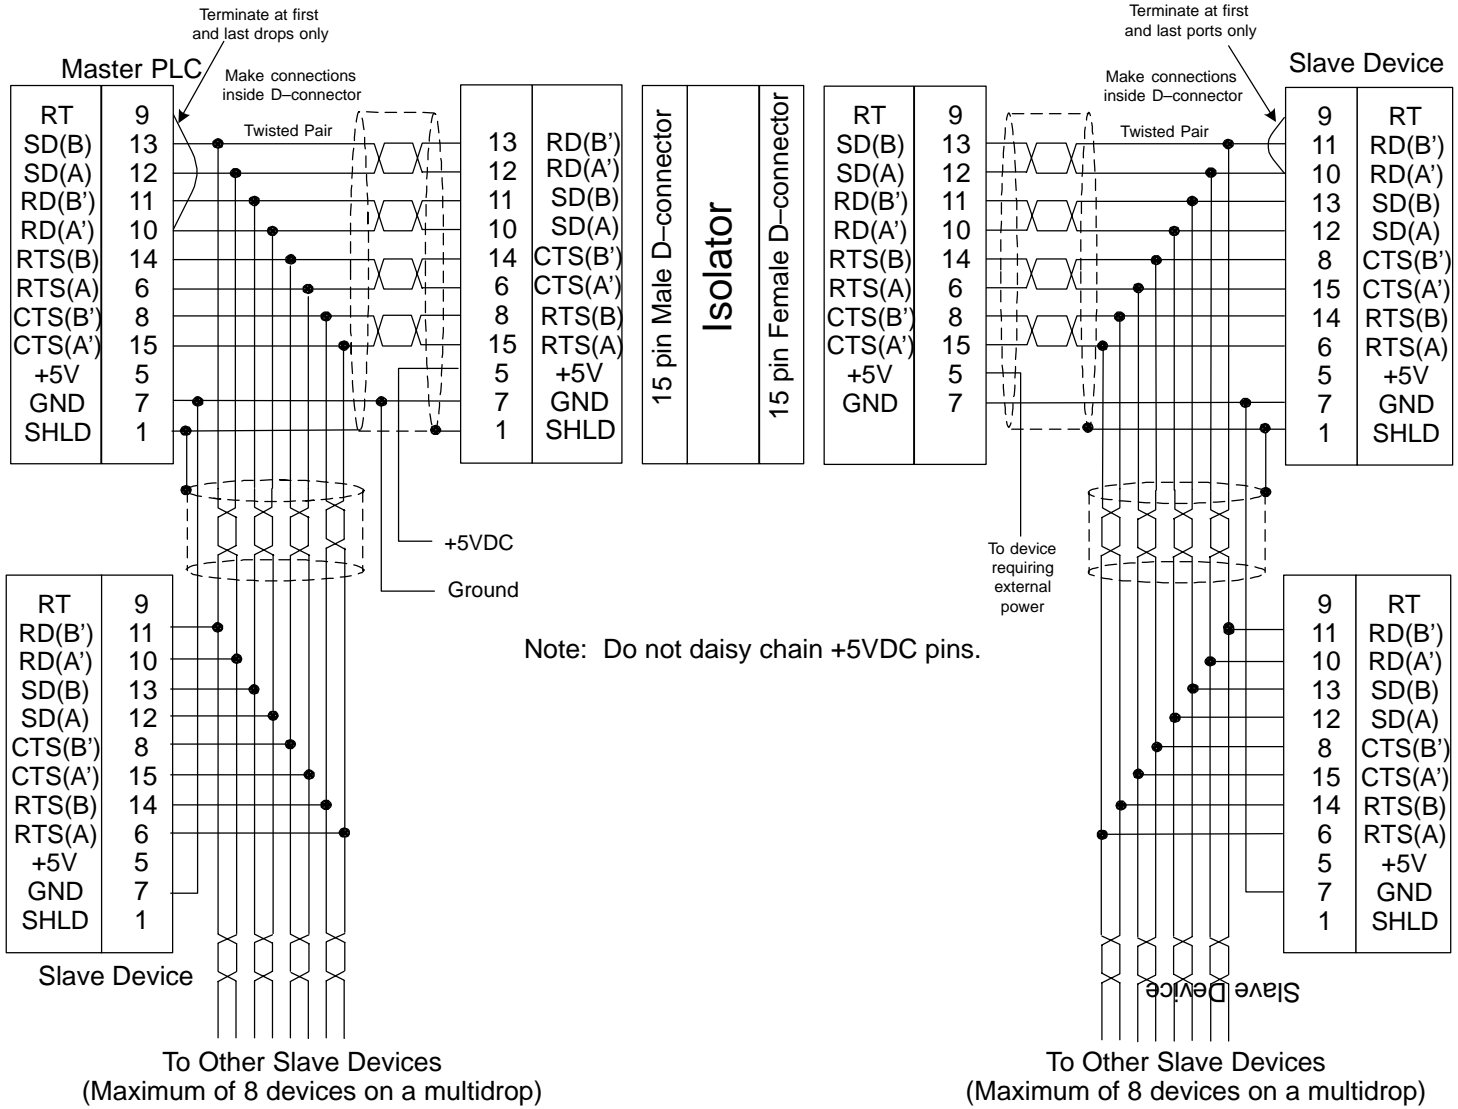 Terminate at first
and last drops only
Master PLC
Make connections
inside D–connector
Twisted Pair
RT 9
SD(B) 13
SD(A) 12
RD(B') 11
RD(A') 10
RTS(B) 14
RTS(A) 6
CTS(B') 8
CTS(A') 15
+5V 5
GND 7
SHLD 1
13 RD(B')
12 RD(A')
11 SD(B)
10 SD(A)
14 CTS(B')
6 CTS(A')
8 RTS(B)
15 RTS(A)
5 +5V
7 GND
1 SHLD
15 pin Male D–connector
Isolator
15 pin Female D–connector
RT 9
SD(B) 13
SD(A) 12
RD(B') 11
RD(A') 10
RTS(B) 14
RTS(A) 6
CTS(B') 8
CTS(A') 15
+5V 5
GND 7
Terminate at first
and last ports only
Make connections
inside D–connector
Twisted Pair
Slave Device
9 RT
11 RD(B')
10 RD(A')
13 SD(B)
12 SD(A)
8 CTS(B')
15 CTS(A')
14 RTS(B)
6 RTS(A)
5 +5V
7 GND
1 SHLD
+5VDC
Ground
To device
requiring
external
power
Note: Do not daisy chain +5VDC pins.
RT 9
RD(B') 11
RD(A') 10
SD(B) 13
SD(A) 12
CTS(B') 8
CTS(A') 15
RTS(B) 14
RTS(A) 6
+5V 5
GND 7
SHLD 1
Slave Device
9 RT
11 RD(B')
10 RD(A')
13 SD(B)
12 SD(A)
8 CTS(B')
15 CTS(A')
14 RTS(B)
6 RTS(A)
5 +5V
7 GND
1 SHLD
Slave Device
To Other Slave Devices
(Maximum of 8 devices on a multidrop)
To Other Slave Devices
(Maximum of 8 devices on a multidrop)